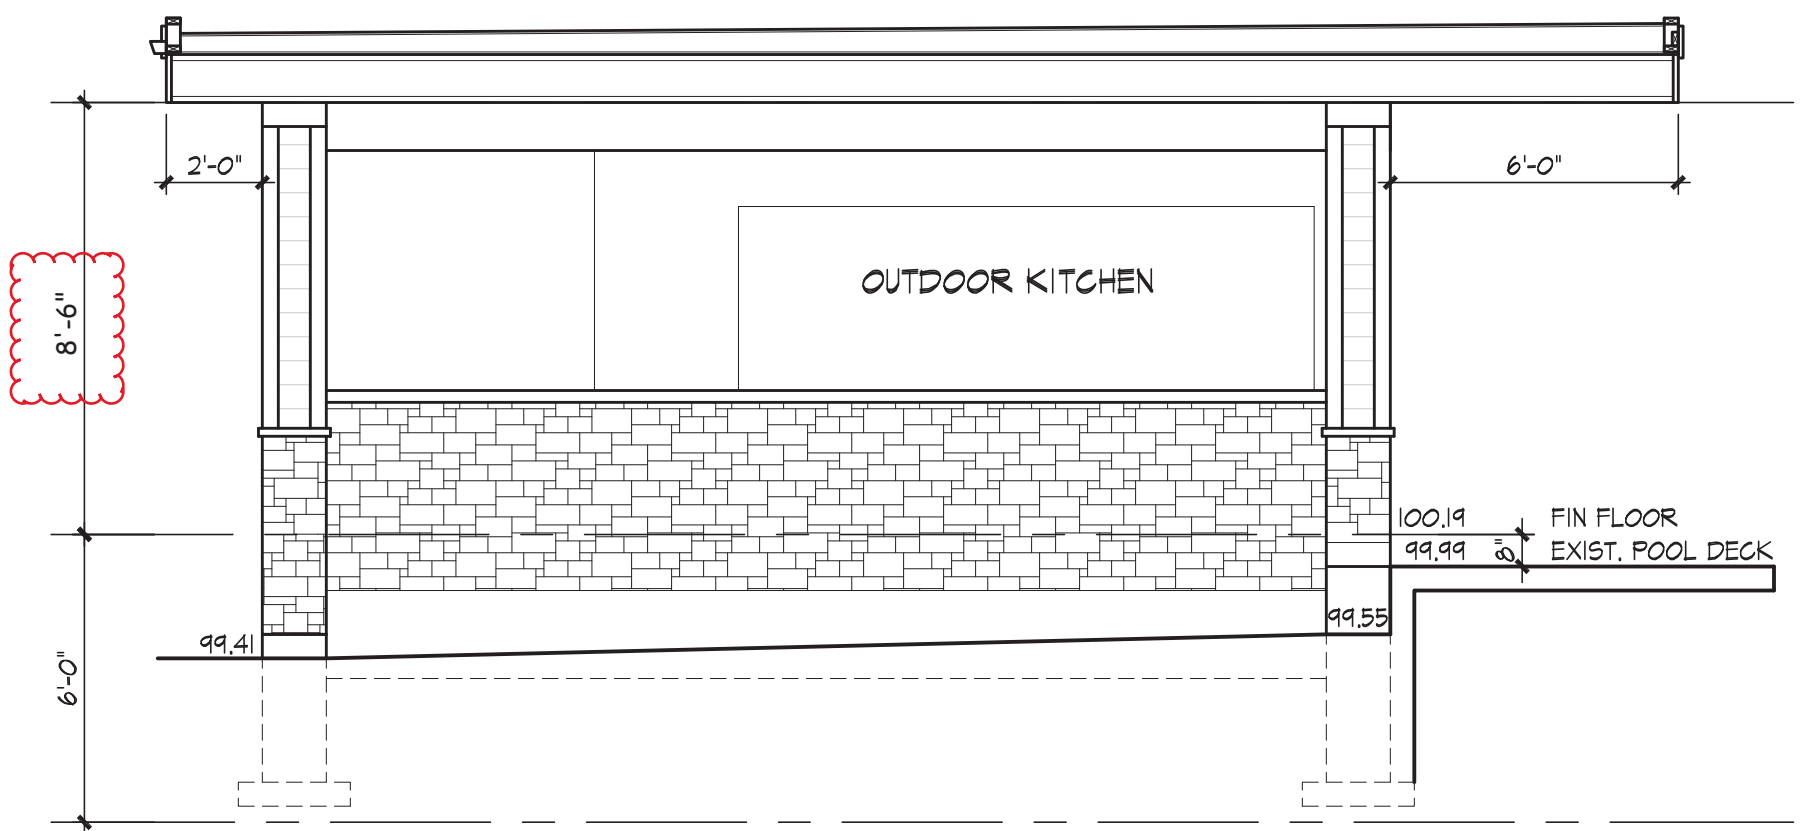 2'-0"
6'-0"
8'-6"
OUTDOOR KITCHEN
100.19 FIN FLOOR
99.99 8" EXIST. POOL DECK
99.55
99.41
6'-0"